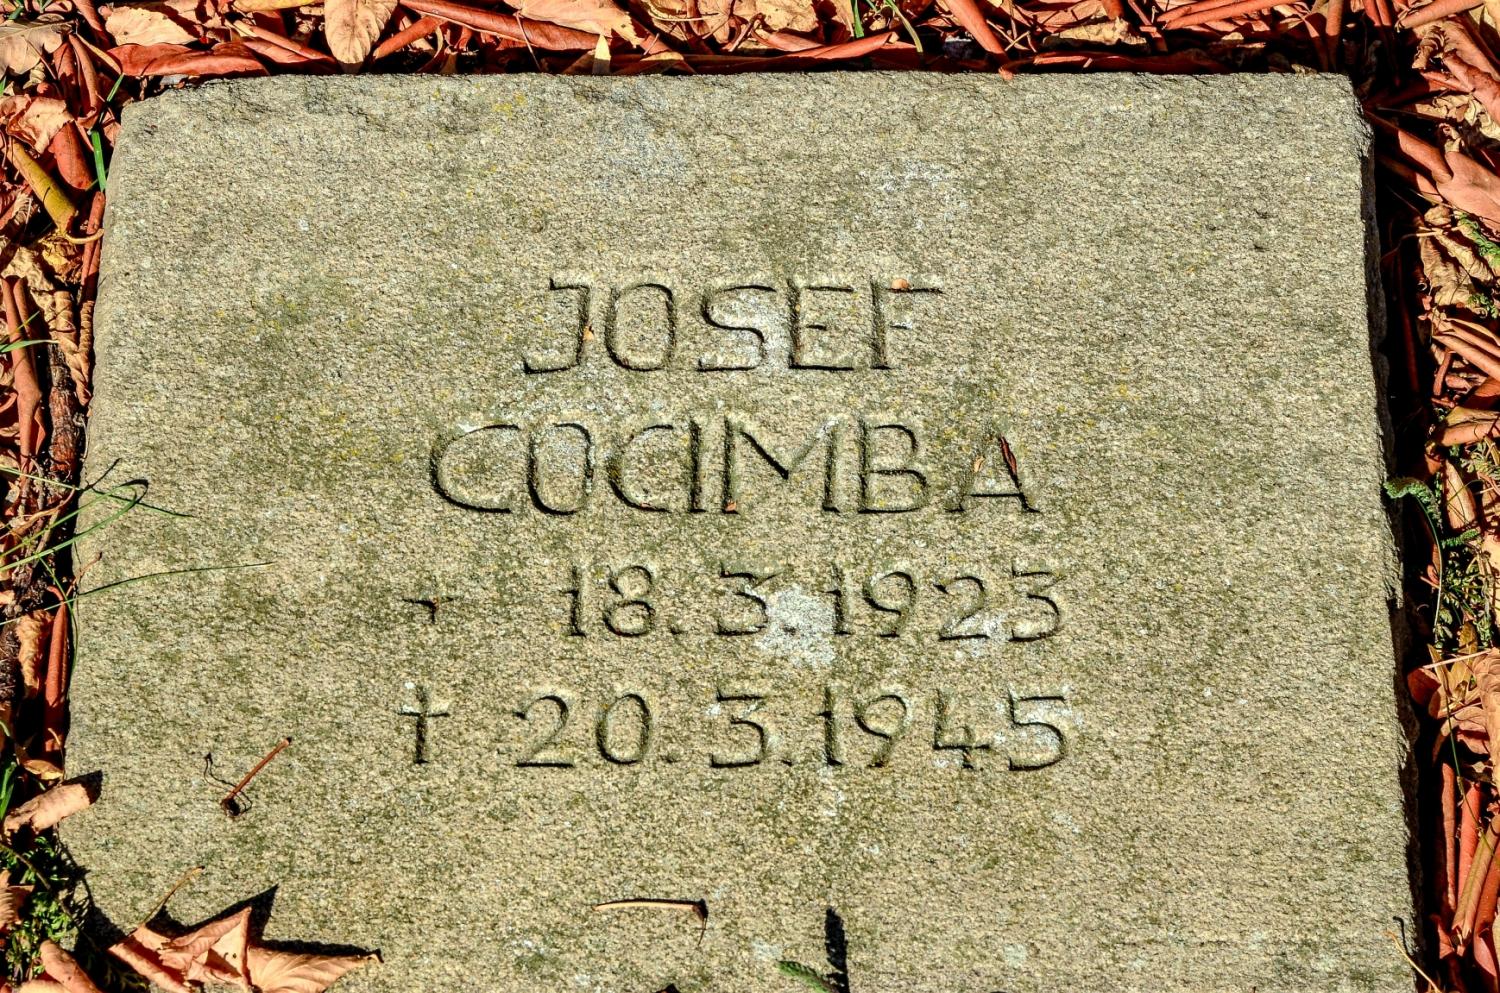 JOSEF
COCIMBA
* 18.3.1923
† 20.3.1945